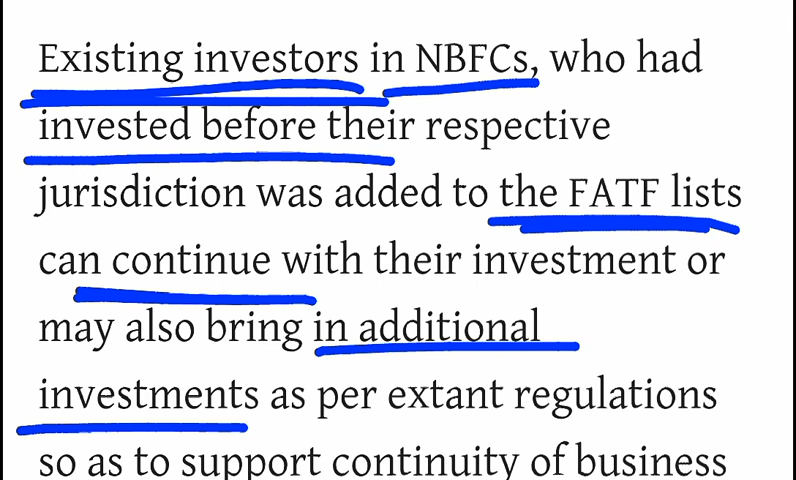 Existing investors in NBFCs, who had
invested before their respective
jurisdiction was added to the FATF lists
can continue with their investment or
may also bring in additional
investments as per extant regulations
so as to support continuity of business